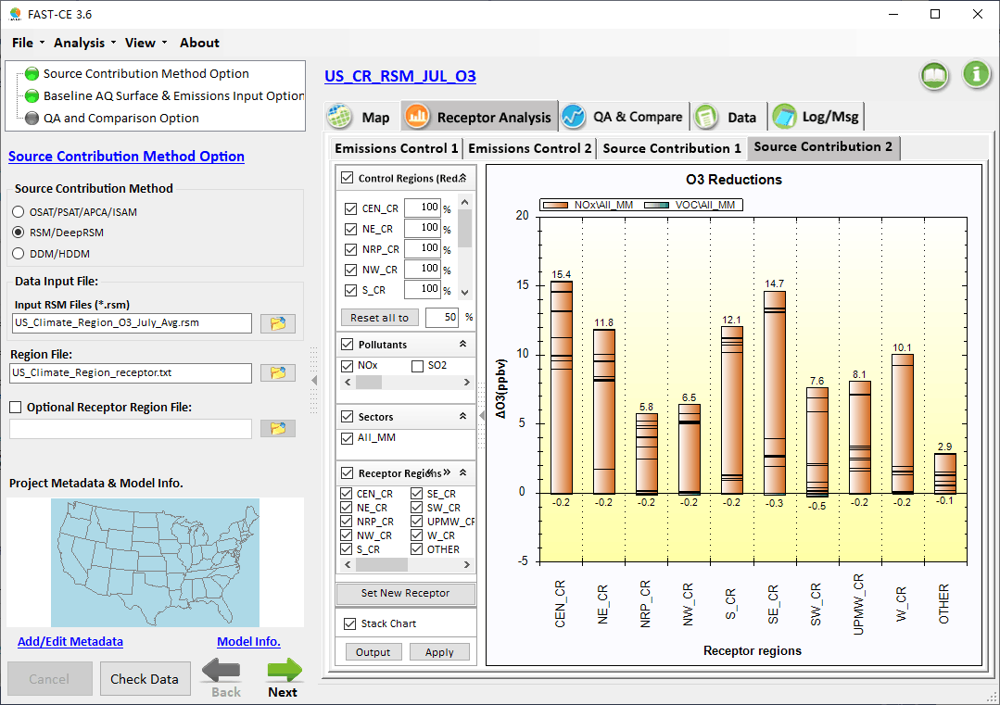 FAST-CE 3.6
File Analysis View About
Source Contribution Method Option
Baseline AQ Surface & Emissions Input Option
QA and Comparison Option
Source Contribution Method Option
Source Contribution Method
OSAT/PSAT/APCA/ISAM
RSM/DeepRSM
DDM/HDDM
Data Input File:
Input RSM Files (*.rsm)
US_Climate_Region_O3_July_Avg.rsm
Region File:
US_Climate_Region_receptor.txt
Optional Receptor Region File:
Project Metadata & Model Info.
Add/Edit Metadata Model Info.
Cancel Check Data Back Next
US_CR_RSM_JUL_O3
Map Receptor Analysis QA & Compare Data Log/Msg
Emissions Control 1 Emissions Control 2 Source Contribution 1 Source Contribution 2
Control Regions (Red.
CEN_CR 100 %
NE_CR 100 %
NRP_CR 100 %
NW_CR 100 %
S_CR 100 %
Reset all to 50 %
Pollutants
NOx SO2
Sectors
All_MM
Receptor Regions
CEN_CR SE_CR
NE_CR SW_CR
NRP_CR UPMW_CR
NW_CR W_CR
S_CR OTHER
Set New Receptor
Stack Chart
Output Apply
O3 Reductions
NOx\All_MM VOC\All_MM
ΔO3(ppbv)
20
15
10
5
0
-5
15.4 11.8 5.8 6.5 12.1 14.7 7.6 8.1 10.1 2.9
-0.2 -0.2 -0.2 -0.2 -0.2 -0.3 -0.5 -0.2 -0.2 -0.1
CEN_CR NE_CR NRP_CR NW_CR S_CR SE_CR SW_CR UPMW_CR W_CR OTHER
Receptor regions